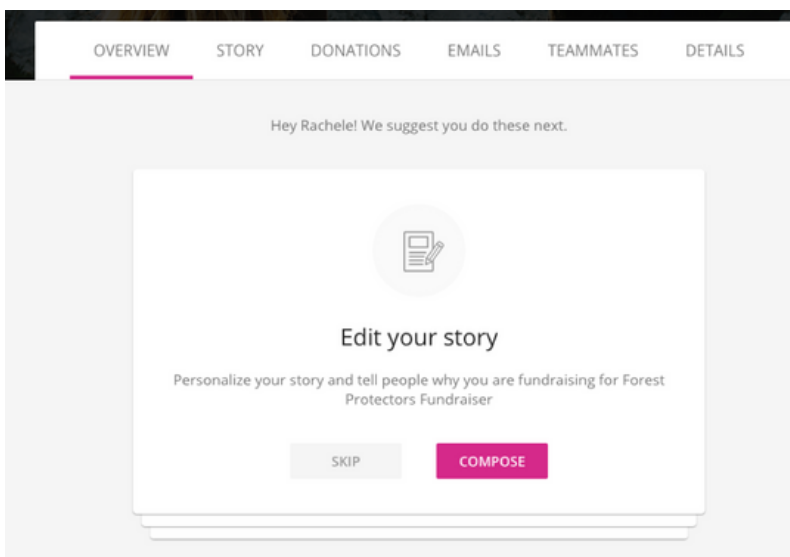 OVERVIEW STORY DONATIONS EMAILS TEAMMATES DETAILS
Hey Rachele! We suggest you do these next.
Edit your story
Personalize your story and tell people why you are fundraising for Forest
Protectors Fundraiser
SKIP COMPOSE